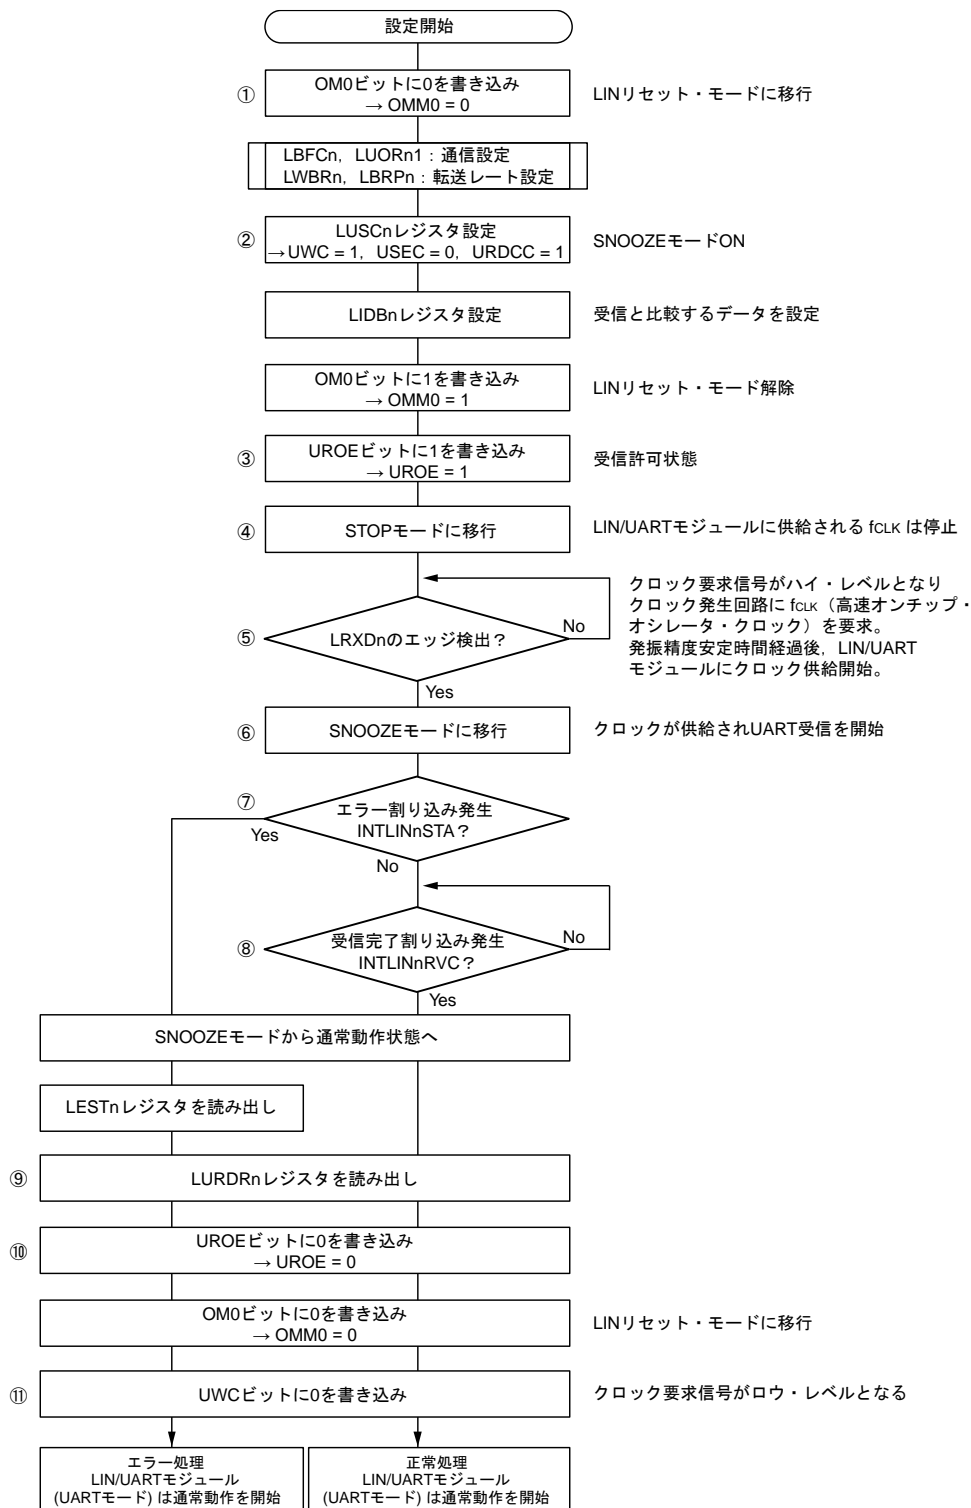 設定開始
①
OM0ビットに0を書き込み
→ OMM0 = 0
LINリセット・モードに移行
LBFCn, LUORn1：通信設定
LWBRn, LBRPn：転送レート設定
②
LUSCnレジスタ設定
→UWC = 1, USEC = 0, URDCC = 1
SNOOZEモードON
LIDBnレジスタ設定
受信と比較するデータを設定
OM0ビットに1を書き込み
→ OMM0 = 1
LINリセット・モード解除
③
UROEビットに1を書き込み
→ UROE = 1
受信許可状態
④
STOPモードに移行
LIN/UARTモジュールに供給される fCLK は停止
クロック要求信号がハイ・レベルとなり
クロック発生回路に fCLK（高速オンチップ・
オシレータ・クロック）を要求。
発振精度安定時間経過後，LIN/UART
モジュールにクロック供給開始。
⑤
LRXDnのエッジ検出？
No
Yes
⑥
SNOOZEモードに移行
クロックが供給されUART受信を開始
⑦
エラー割り込み発生
INTLINnSTA？
Yes
No
⑧
受信完了割り込み発生
INTLINnRVC？
No
Yes
SNOOZEモードから通常動作状態へ
LESTnレジスタを読み出し
⑨
LURDRnレジスタを読み出し
⑩
UROEビットに0を書き込み
→ UROE = 0
OM0ビットに0を書き込み
→ OMM0 = 0
LINリセット・モードに移行
⑪
UWCビットに0を書き込み
クロック要求信号がロウ・レベルとなる
エラー処理
LIN/UARTモジュール
(UARTモード) は通常動作を開始
正常処理
LIN/UARTモジュール
(UARTモード) は通常動作を開始